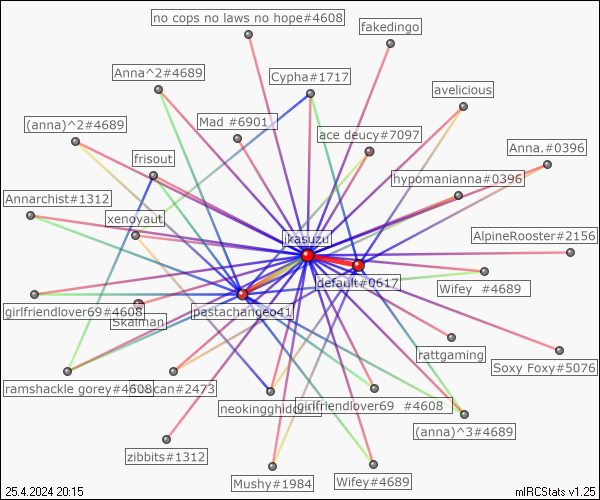 no cops no laws no hope#4608
fakedingo
Anna^2#4689
Cypha#1717
avelicious
(anna)^2#4689
Mad #6901
ace deucy#7097
Anna.#0396
frisout
hypomanianna#0396
Annarchist#1312
xenoyaut
jkasuzu
AlpineRooster#2156
default#0617
Wifey #4689
girlfriendlover69#4608
pastachangeo41
Skalman
rattgaming
Soxy Foxy#5076
ramshackle gorey#4608
can#2473
neokingghidorah
girlfriendlover69 #4608
(anna)^3#4689
zibbits#1312
Mushy#1984
Wifey#4689
25.4.2024 20:15
mIRCStats v1.25